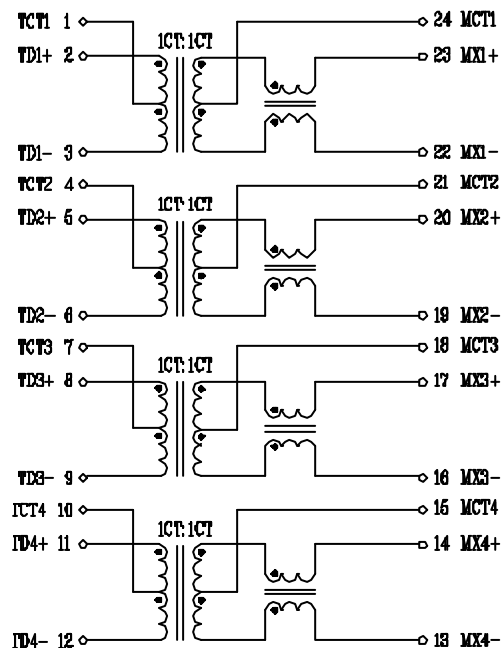 TCT1 1 24 MCT1
TD1+ 2 1CT:1CT 23 MX1+
TD1- 3 22 MX1-
TCT2 4 21 MCT2
TD2+ 5 1CT:1CT 20 MX2+
TD2- 6 19 MX2-
TCT3 7 18 MCT3
TD3+ 8 1CT:1CT 17 MX3+
TD3- 9 16 MX3-
TCT4 10 15 MCT4
TD4+ 11 1CT:1CT 14 MX4+
TD4- 12 13 MX4-